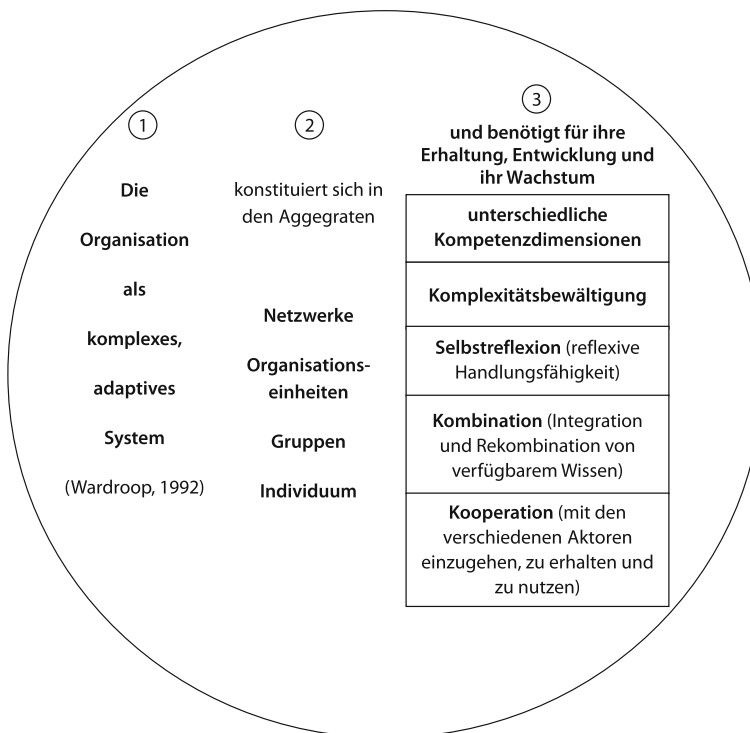 1
Die
Organisation
als
komplexes,
adaptives
System
(Wardroop, 1992)
2
konstituiert sich in
den Aggegraten
Netzwerke
Organisations-
einheiten
Gruppen
Individuum
3
und benötigt für ihre
Erhaltung, Entwicklung und
ihr Wachstum
unterschiedliche
Kompetenzdimensionen
Komplexitätsbewältigung
Selbstreflexion (reflexive
Handlungsfähigkeit)
Kombination (Integration
und Rekombination von
verfügbarem Wissen)
Kooperation (mit den
verschiedenen Aktoren
einzugehen, zu erhalten und
zu nutzen)